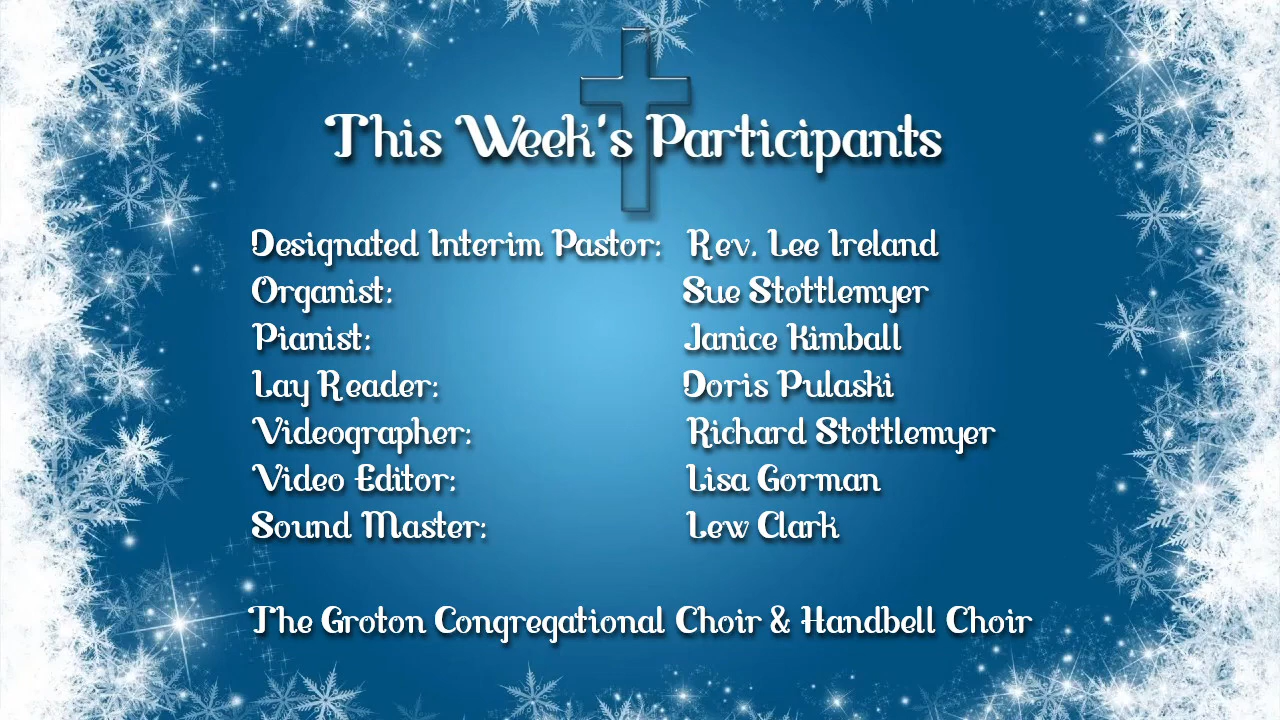 This Week's Participants
Designated Interim Pastor: Rev. Lee Ireland
Organist: Sue Stottlemyer
Pianist: Janice Kimball
Lay Reader: Doris Pulaski
Videographer: Richard Stottlemyer
Video Editor: Lisa Gorman
Sound Master: Lew Clark
The Groton Congregational Choir & Handbell Choir